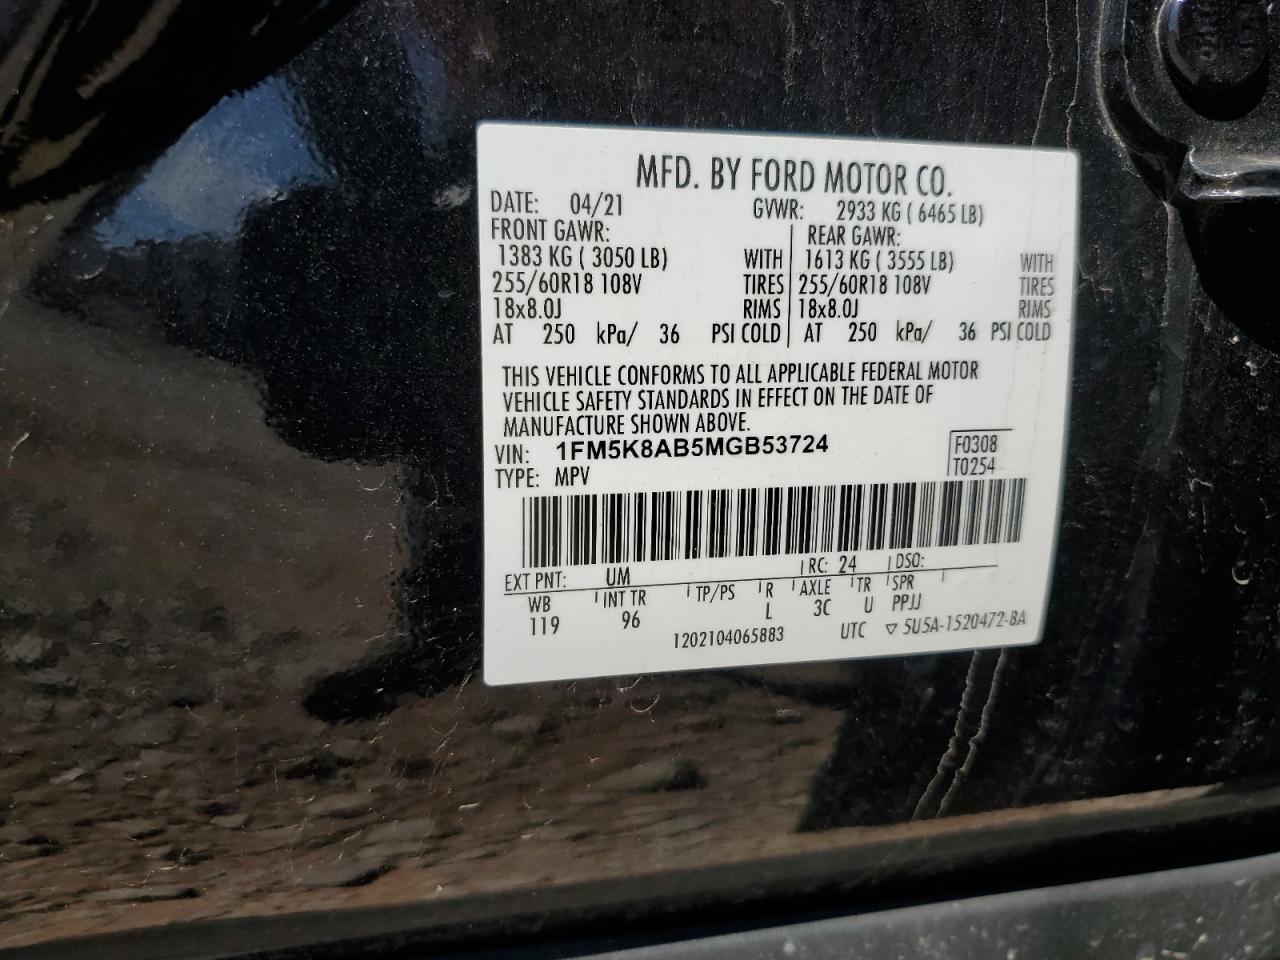 MFD. BY FORD MOTOR CO.
DATE: 04/21 GVWR: 2933 KG ( 6465 LB)
FRONT GAWR: REAR GAWR:
1383 KG ( 3050 LB) WITH 1613 KG ( 3555 LB) WITH
255/60R18 108V TIRES 255/60R18 108V TIRES
18x8.0J RIMS 18x8.0J RIMS
AT 250 kPa/ 36 PSI COLD AT 250 kPa/ 36 PSI COLD
THIS VEHICLE CONFORMS TO ALL APPLICABLE FEDERAL MOTOR
VEHICLE SAFETY STANDARDS IN EFFECT ON THE DATE OF
MANUFACTURE SHOWN ABOVE.
VIN: 1FM5K8AB5MGB53724 F0308
TYPE: MPV T0254
EXT PNT: UM RC: 24 DSO:
WB INT TR TP/PS R AXLE TR SPR
119 96 L 3C U PPJJ
1202104065883 UTC ▽ 5U5A-1520472-BA